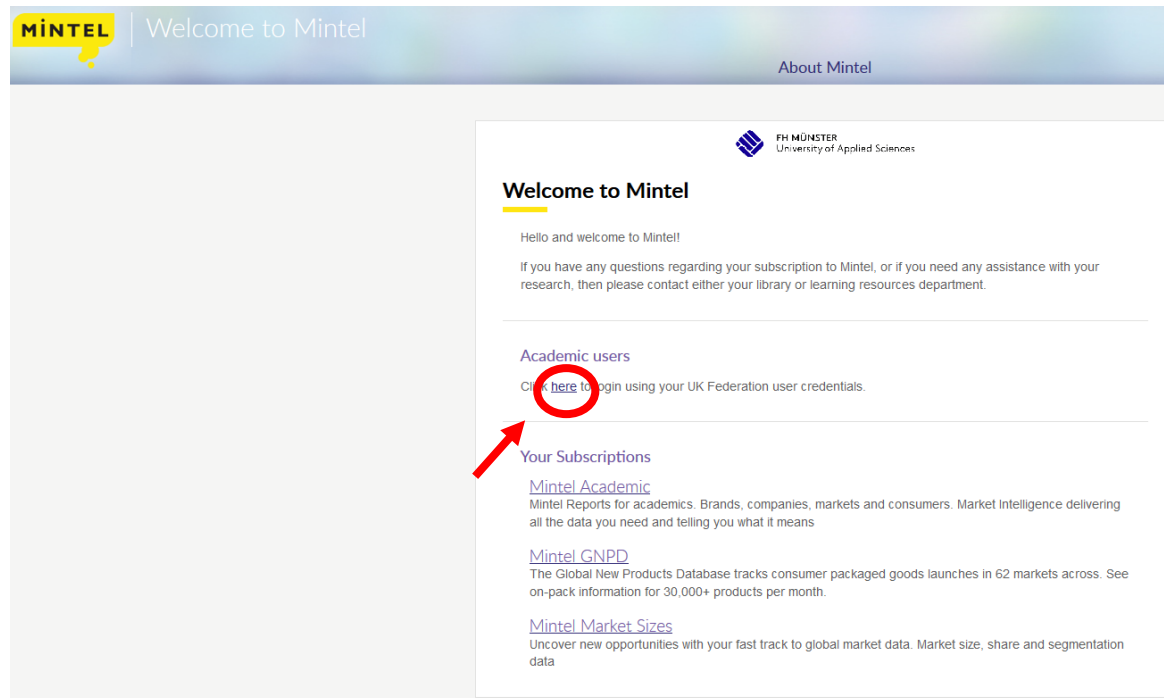 MiNTEL
Welcome to Mintel
About Mintel
FH MÜNSTER
University of Applied Sciences
Welcome to Mintel
Hello and welcome to Mintel!
If you have any questions regarding your subscription to Mintel, or if you need any assistance with your
research, then please contact either your library or learning resources department.
Academic users
Click here to login using your UK Federation user credentials.
Your Subscriptions
Mintel Academic
Mintel Reports for academics. Brands, companies, markets and consumers. Market Intelligence delivering
all the data you need and telling you what it means
Mintel GNPD
The Global New Products Database tracks consumer packaged goods launches in 62 markets across. See
on-pack information for 30,000+ products per month.
Mintel Market Sizes
Uncover new opportunities with your fast track to global market data. Market size, share and segmentation
data